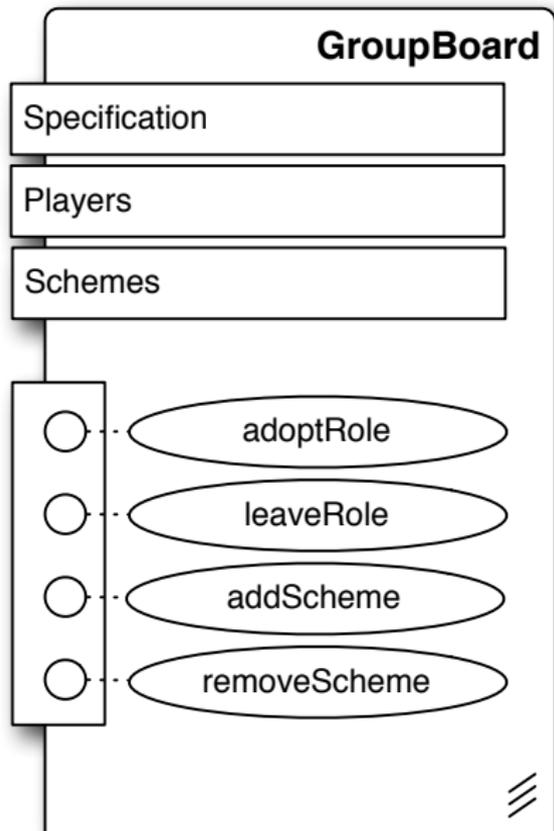 GroupBoard
Specification
Players
Schemes
adoptRole
leaveRole
addScheme
removeScheme